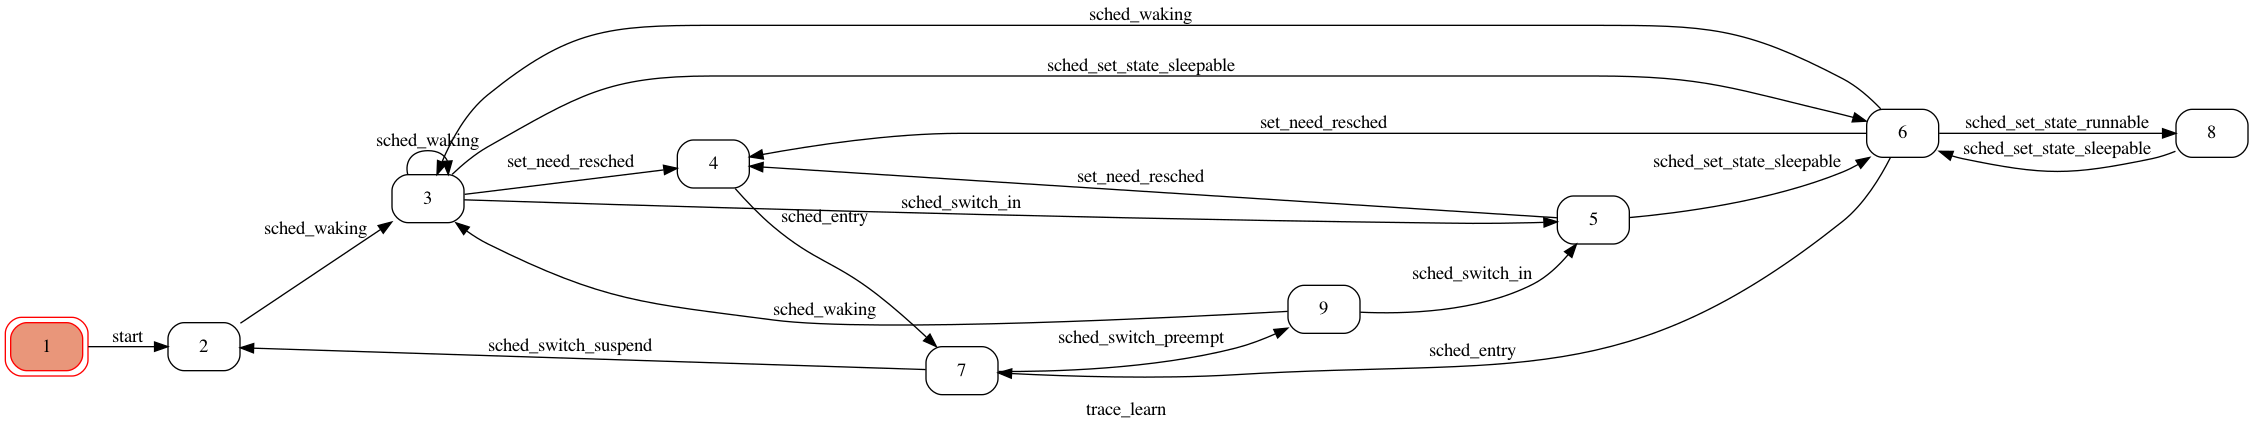 sched_waking
sched_set_state_sleepable
sched_waking
set_need_resched
6
sched_set_state_runnable
8
sched_set_state_sleepable
set_need_resched
4
sched_set_state_sleepable
set_need_resched
3
sched_switch_in
sched_entry
5
sched_waking
sched_switch_in
sched_waking
9
start
2
1
sched_switch_suspend
sched_switch_preempt
sched_entry
7
trace_learn